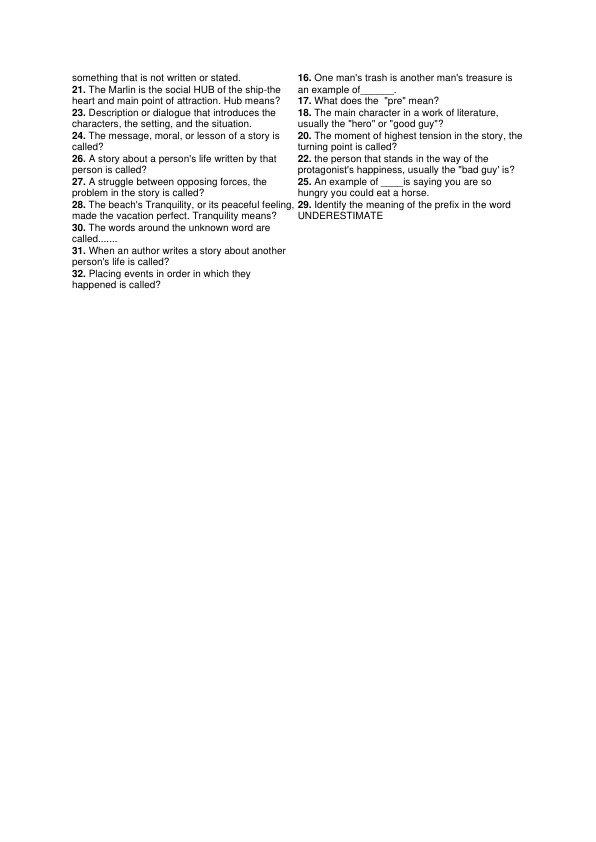 something that is not written or stated.
21. The Marlin is the social HUB of the ship-the
heart and main point of attraction. Hub means?
23. Description or dialogue that introduces the
characters, the setting, and the situation.
24. The message, moral, or lesson of a story is
called?
26. A story about a person's life written by that
person is called?
27. A struggle between opposing forces, the
problem in the story is called?
28. The beach's Tranquility, or its peaceful feeling,
made the vacation perfect. Tranquility means?
30. The words around the unknown word are
called.......
31. When an author writes a story about another
person's life is called?
32. Placing events in order in which they
happened is called?
16. One man's trash is another man's treasure is
an example of______.
17. What does the  "pre" mean?
18. The main character in a work of literature,
usually the "hero" or "good guy"?
20. The moment of highest tension in the story, the
turning point is called?
22. the person that stands in the way of the
protagonist's happiness, usually the "bad guy' is?
25. An example of ____is saying you are so
hungry you could eat a horse.
29. Identify the meaning of the prefix in the word
UNDERESTIMATE